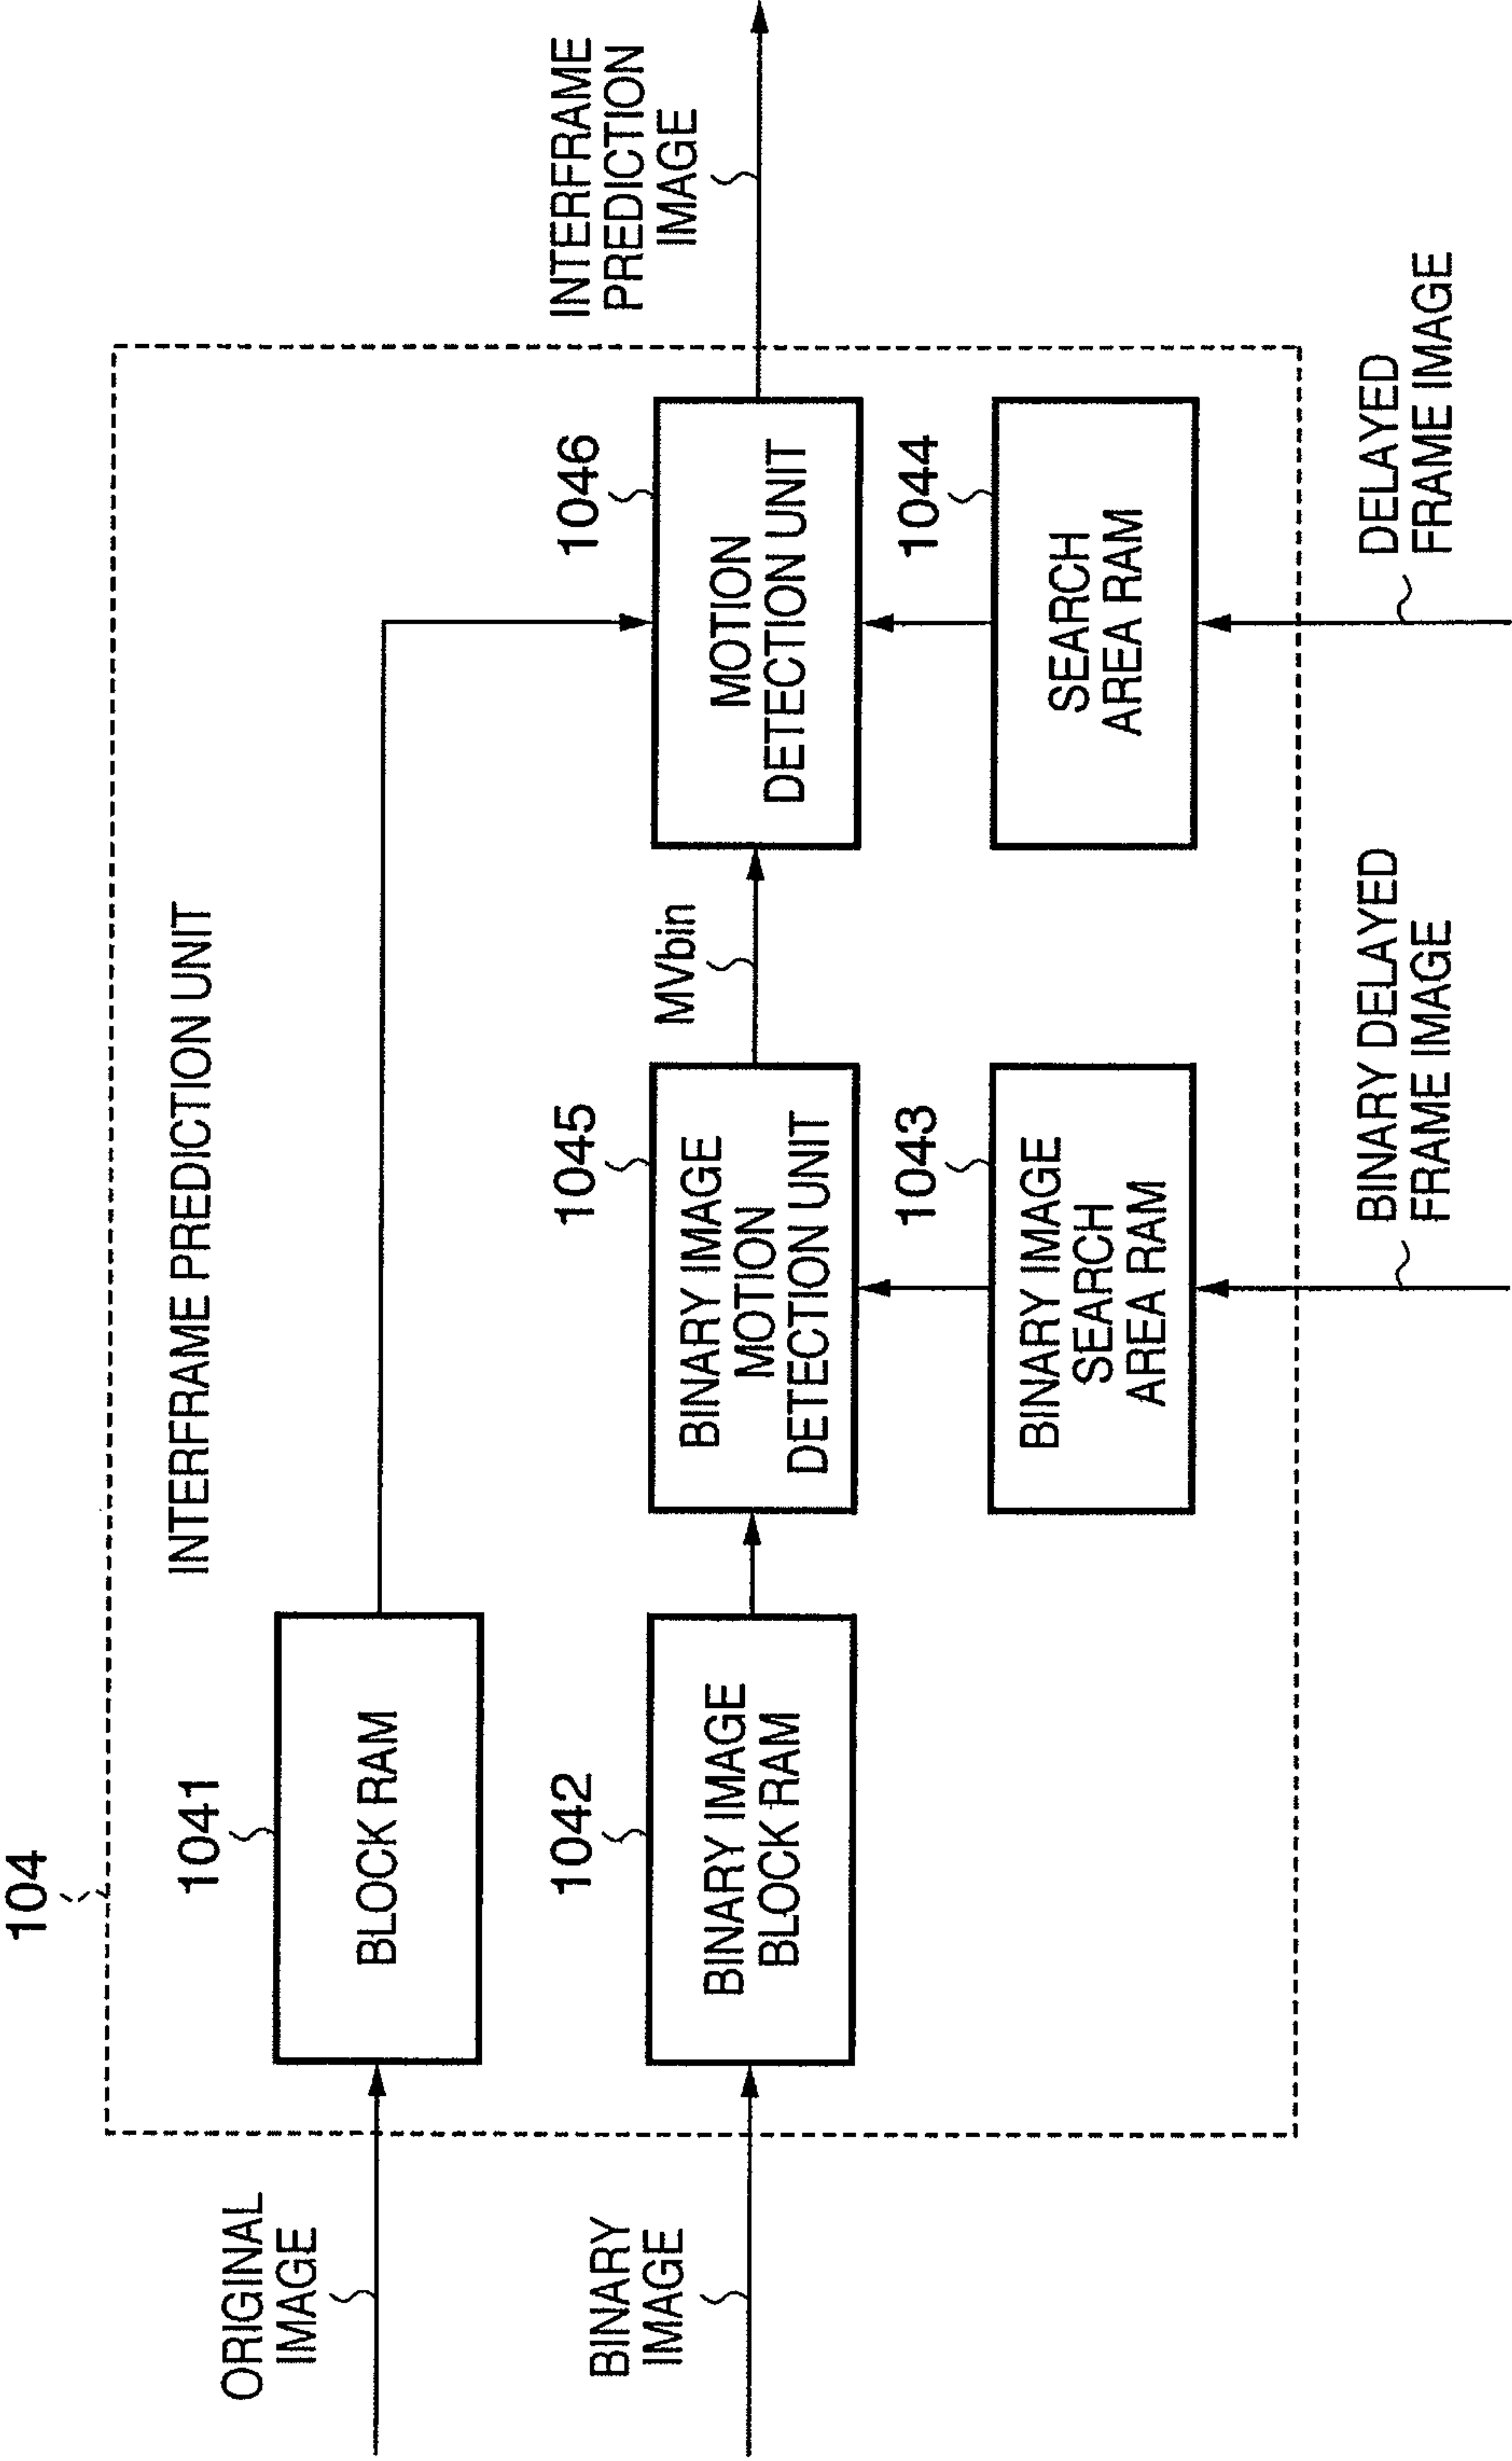 104
INTERFRAME PREDICTION UNIT
ORIGINAL
IMAGE
1041
BLOCK RAM
BINARY
IMAGE
1042
BINARY IMAGE
BLOCK RAM
1045
BINARY IMAGE
MOTION
DETECTION UNIT
MVbin
1046
MOTION
DETECTION UNIT
INTERFRAME
PREDICTION
IMAGE
1043
BINARY IMAGE
SEARCH
AREA RAM
1044
SEARCH
AREA RAM
BINARY DELAYED
FRAME IMAGE
DELAYED
FRAME IMAGE